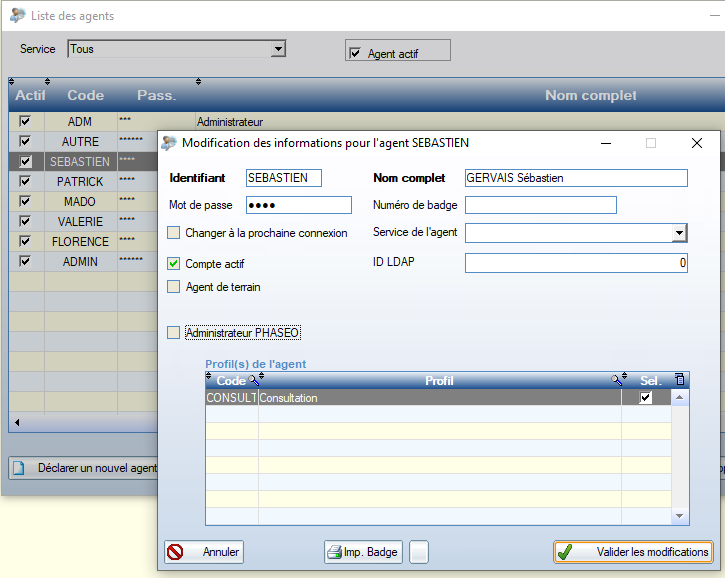 Liste des agents
Service Tous Agent actif
Actif Code Pass. Nom complet
ADM *** Administrateur
AUTRE ******
SEBASTIEN ****
PATRICK ****
MADO ****
VALERIE ****
FLORENCE ****
ADMIN ******
Déclarer un nouvel agent
Modification des informations pour l'agent SEBASTIEN
Identifiant SEBASTIEN Nom complet GERVAIS Sébastien
Mot de passe ●●●● Numéro de badge
Changer à la prochaine connexion Service de l'agent
Compte actif ID LDAP 0
Agent de terrain
Administrateur PHASEO
Profil(s) de l'agent
Code Profil Sel.
CONSULT Consultation
Annuler Imp. Badge Valider les modifications